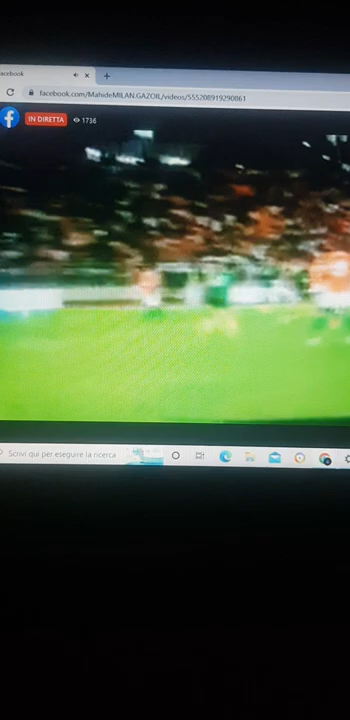 acebook
facebook.com/MahideMILAN.GAZOIL/videos/555208919290861
IN DIRETTA 1736
Scrivi qui per eseguire la ricerca